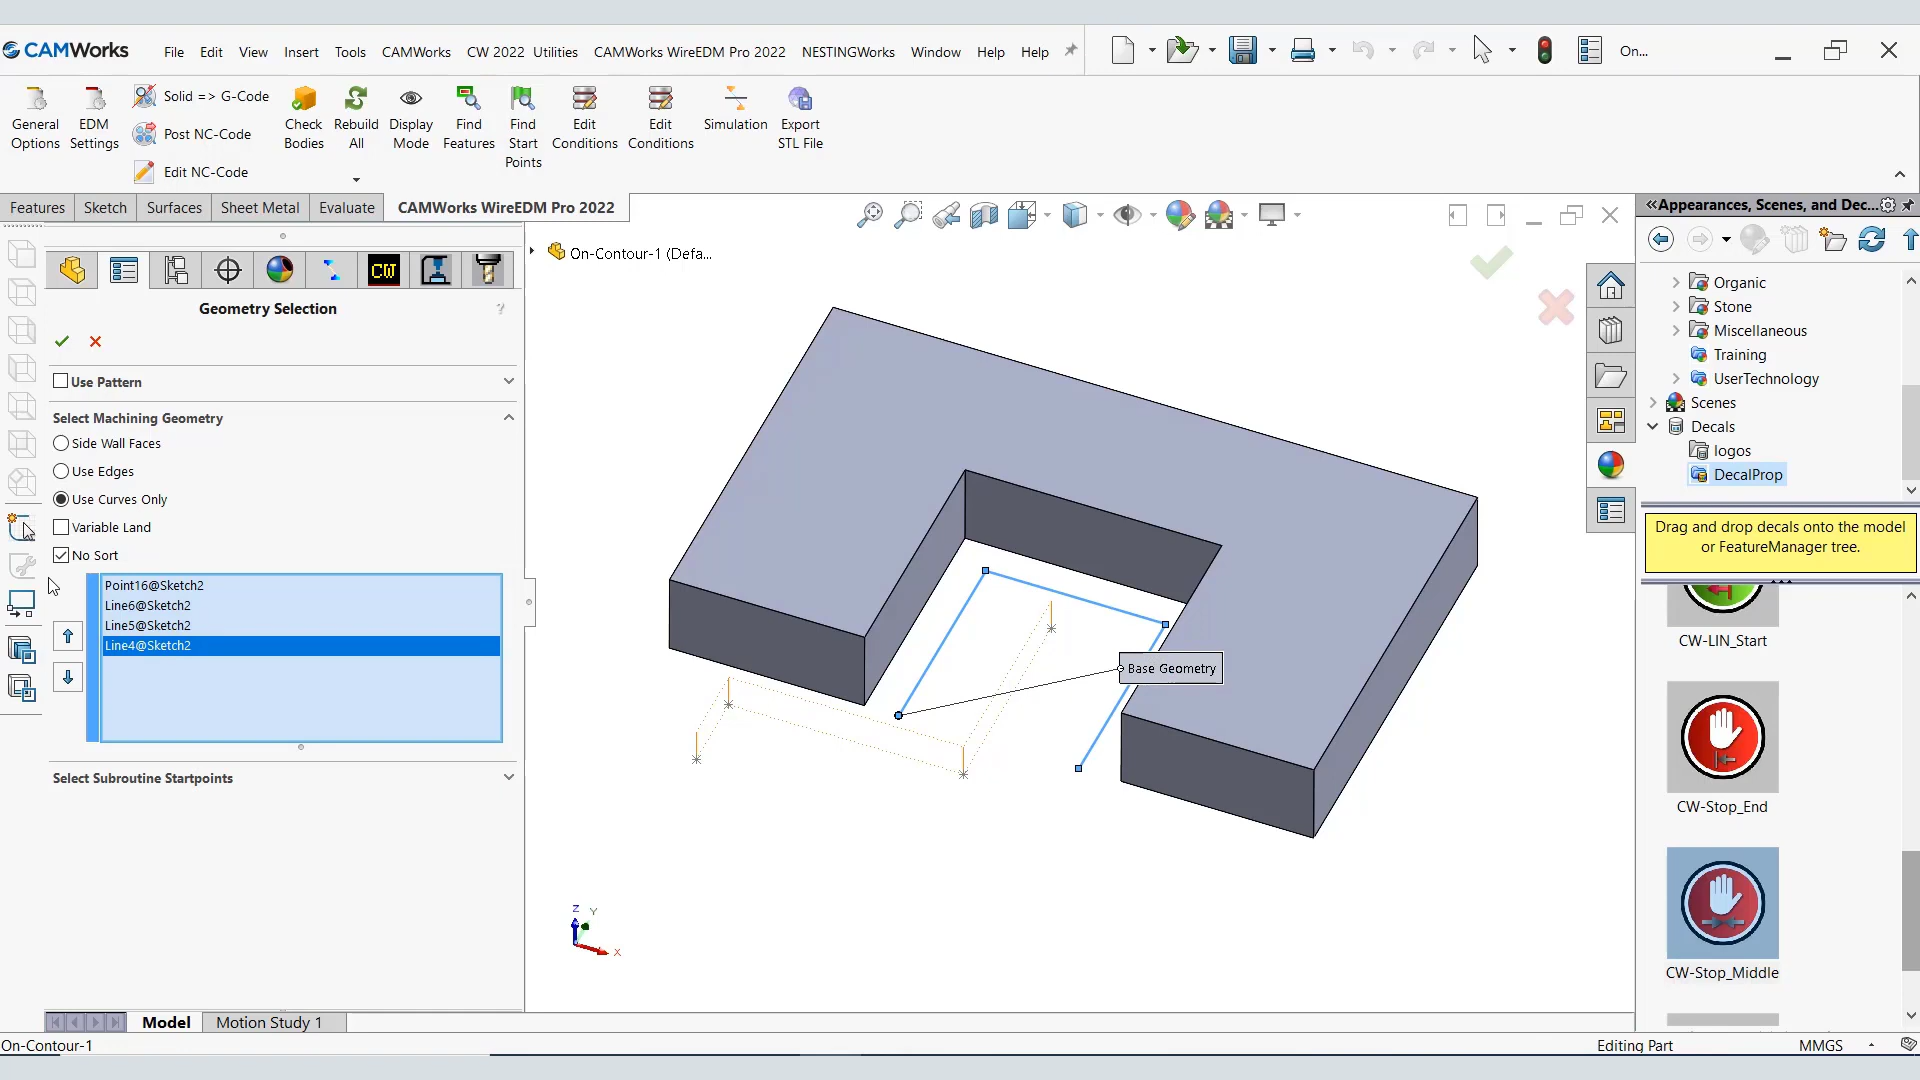 CAMWorks
File Edit View Insert Tools CAMWorks CW 2022 Utilities CAMWorks WireEDM Pro 2022 NESTINGWorks Window Help Help
On...
General Options
EDM Settings
Solid => G-Code
Post NC-Code
Edit NC-Code
Check Bodies
Rebuild All
Display Mode
Find Features
Find Start Points
Edit Conditions
Edit Conditions
Simulation
Export STL File
Features Sketch Surfaces Sheet Metal Evaluate CAMWorks WireEDM Pro 2022
CW
On-Contour-1 (Defa...
Geometry Selection
?
Use Pattern
Select Machining Geometry
Side Wall Faces
Use Edges
Use Curves Only
Variable Land
No Sort
Point16@Sketch2
Line6@Sketch2
Line5@Sketch2
Line4@Sketch2
Select Subroutine Startpoints
Base Geometry
Z
Y
X
Appearances, Scenes, and Dec...
Organic
Stone
Miscellaneous
Training
UserTechnology
Scenes
Decals
logos
DecalProp
Drag and drop decals onto the model
or FeatureManager tree.
CW-LIN_Start
CW-Stop_End
CW-Stop_Middle
Model Motion Study 1
On-Contour-1 Editing Part MMGS